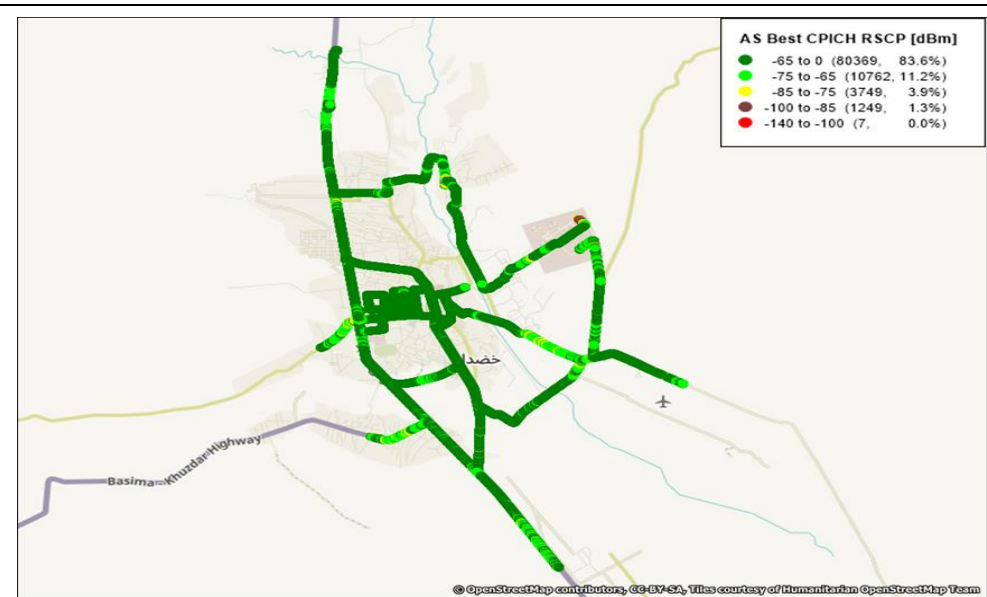 AS Best CPICH RSCP [dBm]
-65 to 0 (80369, 83.6%)
-75 to -65 (10762, 11.2%)
-85 to -75 (3749, 3.9%)
-100 to -85 (1249, 1.3%)
-140 to -100 (7, 0.0%)
خضدا
Basima-Khuzdar-Highway
© OpenStreetMap contributors, CC-BY-SA, Tiles courtesy of Humanitarian OpenStreetMap Team